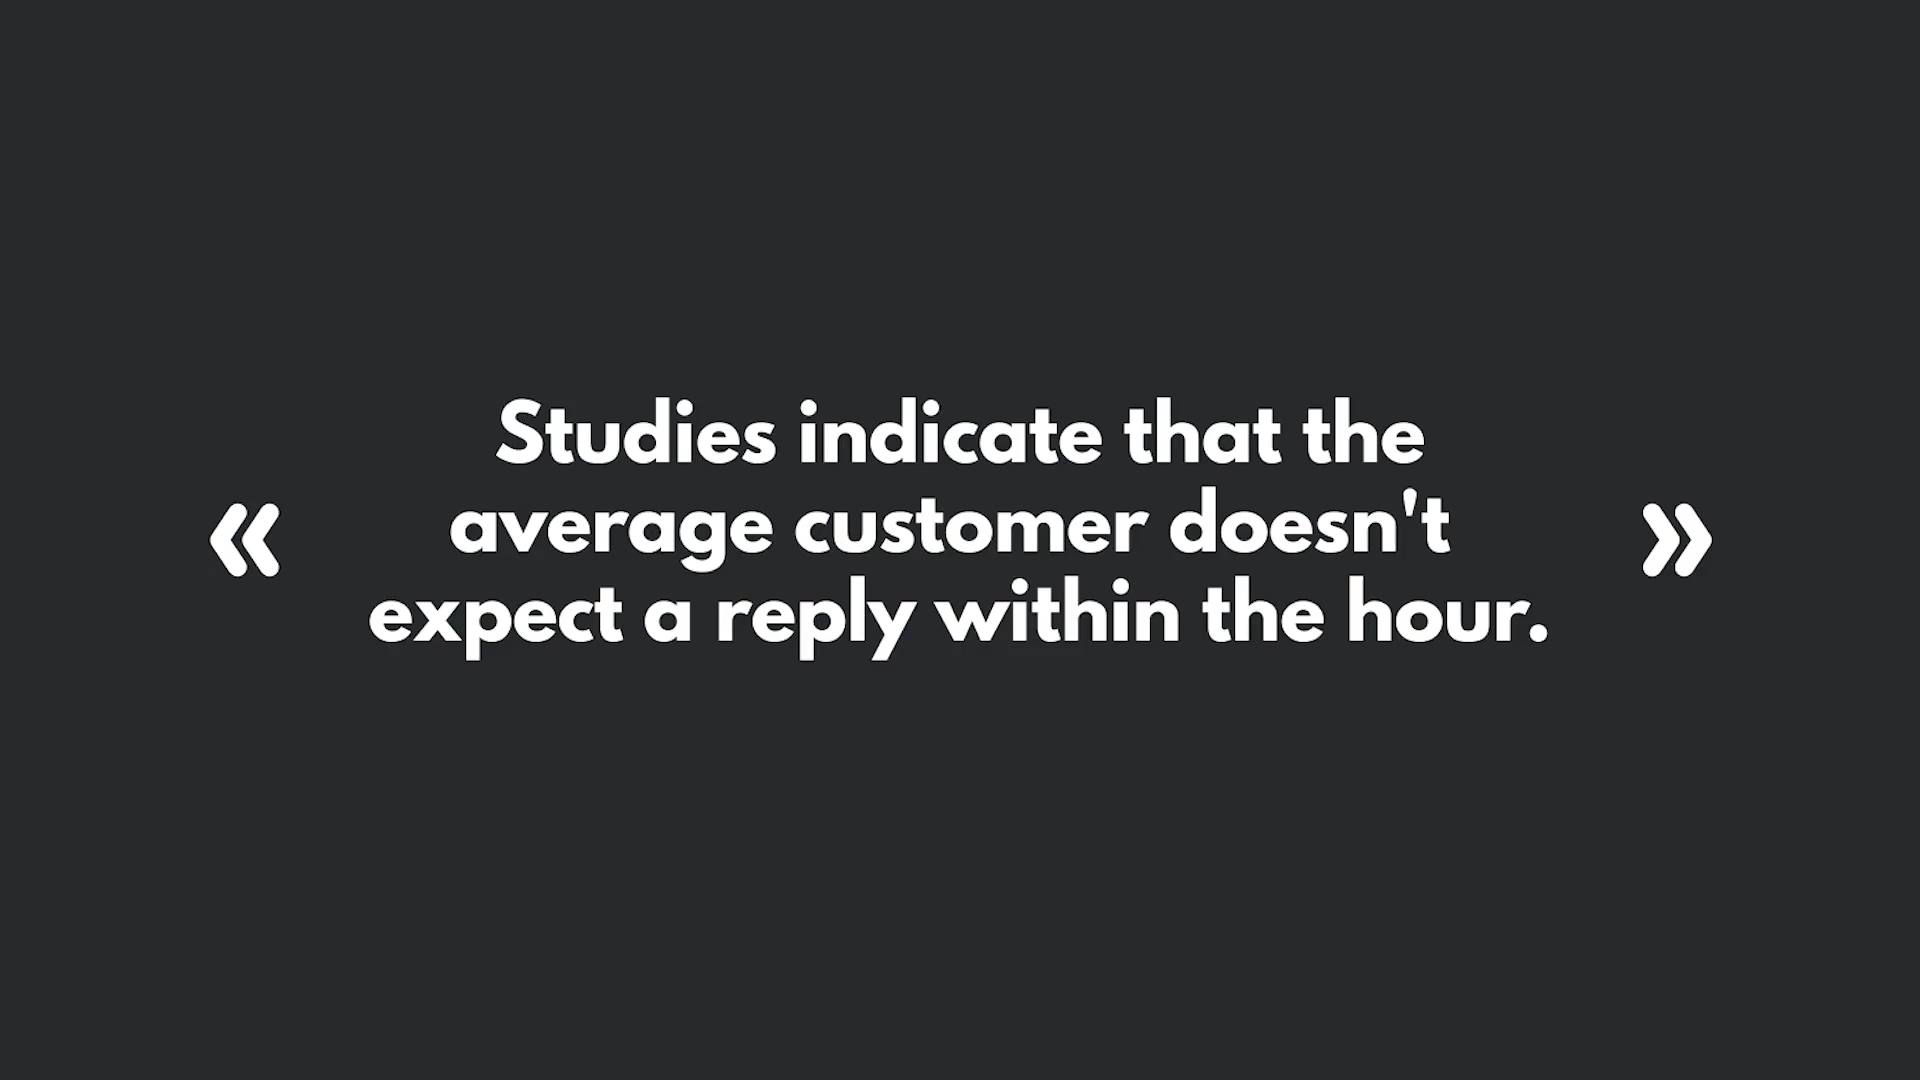 Studies indicate that the
« average customer doesn't »
expect a reply within the hour.